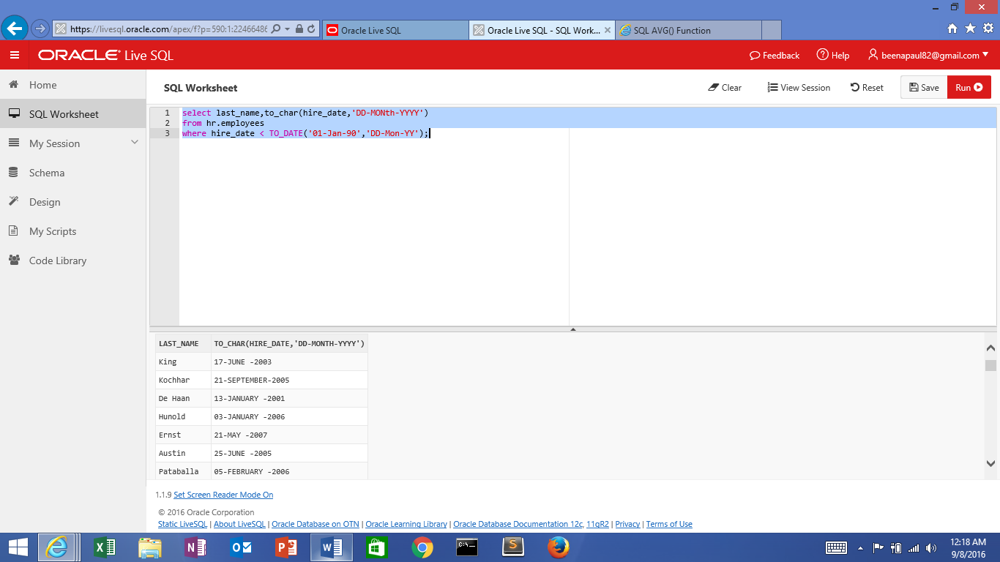 https://livesql.oracle.com/apex/f?p=590:1:22466486
Oracle Live SQL
Oracle Live SQL - SQL Work...
SQL AVG() Function
ORACLE Live SQL
Feedback
Help
beenapaul82@gmail.com
Home
SQL Worksheet
My Session
Schema
Design
My Scripts
Code Library
SQL Worksheet
Clear
View Session
Reset
Save
Run
1 select last_name,to_char(hire_date,'DD-MONth-YYYY')
2 from hr.employees
3 where hire_date < TO_DATE('01-Jan-90','DD-Mon-YY');
LAST_NAME TO_CHAR(HIRE_DATE,'DD-MONTH-YYYY')
King 17-JUNE -2003
Kochhar 21-SEPTEMBER-2005
De Haan 13-JANUARY -2001
Hunold 03-JANUARY -2006
Ernst 21-MAY -2007
Austin 25-JUNE -2005
Pataballa 05-FEBRUARY -2006
1.1.9 Set Screen Reader Mode On
© 2016 Oracle Corporation
Static LiveSQL | About LiveSQL | Oracle Database on OTN | Oracle Learning Library | Oracle Database Documentation 12c, 11gR2 | Privacy | Terms of Use
12:18 AM
9/8/2016